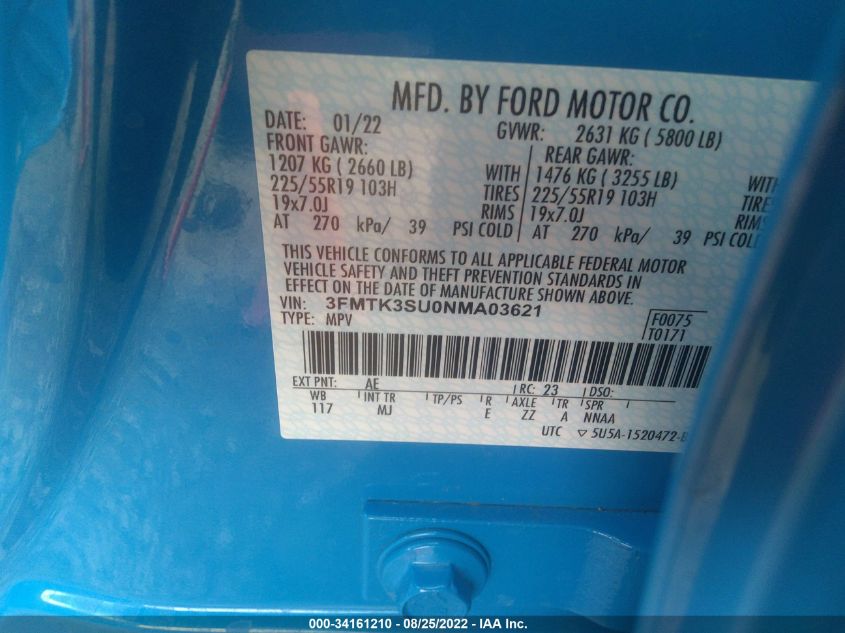 MFD. BY FORD MOTOR CO.
DATE: 01/22 GVWR: 2631 KG ( 5800 LB)
FRONT GAWR: REAR GAWR:
1207 KG ( 2660 LB) WITH 1476 KG ( 3255 LB) WITH
225/55R19 103H TIRES 225/55R19 103H TIRE
19x7.0J RIMS 19x7.0J RIMS
AT 270 kPa/ 39 PSI COLD AT 270 kPa/ 39 PSI COLD
THIS VEHICLE CONFORMS TO ALL APPLICABLE FEDERAL MOTOR
VEHICLE SAFETY AND THEFT PREVENTION STANDARDS IN
EFFECT ON THE DATE OF MANUFACTURE SHOWN ABOVE.
VIN: 3FMTK3SU0NMA03621 F0075
TYPE: MPV T0171
EXT PNT: AE RC: 23 DSO:
WB INT TR TP/PS R AXLE TR SPR
117 MJ E ZZ A NNAA
UTC ▽ 5U5A-1520472-
000-34161210 - 08/25/2022 - IAA Inc.